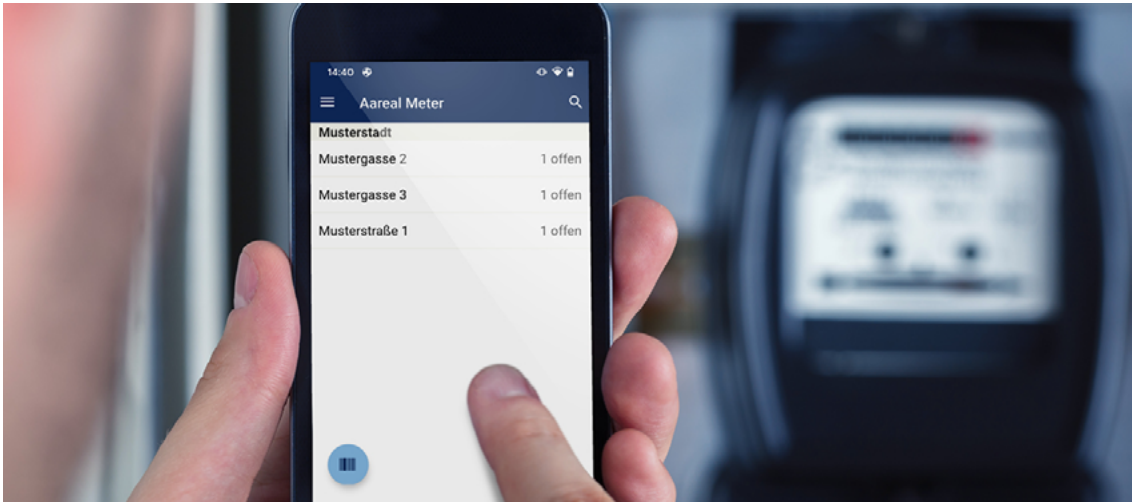 14:40
Aareal Meter
Musterstadt
Mustergasse 2 1 offen
Mustergasse 3 1 offen
Musterstraße 1 1 offen